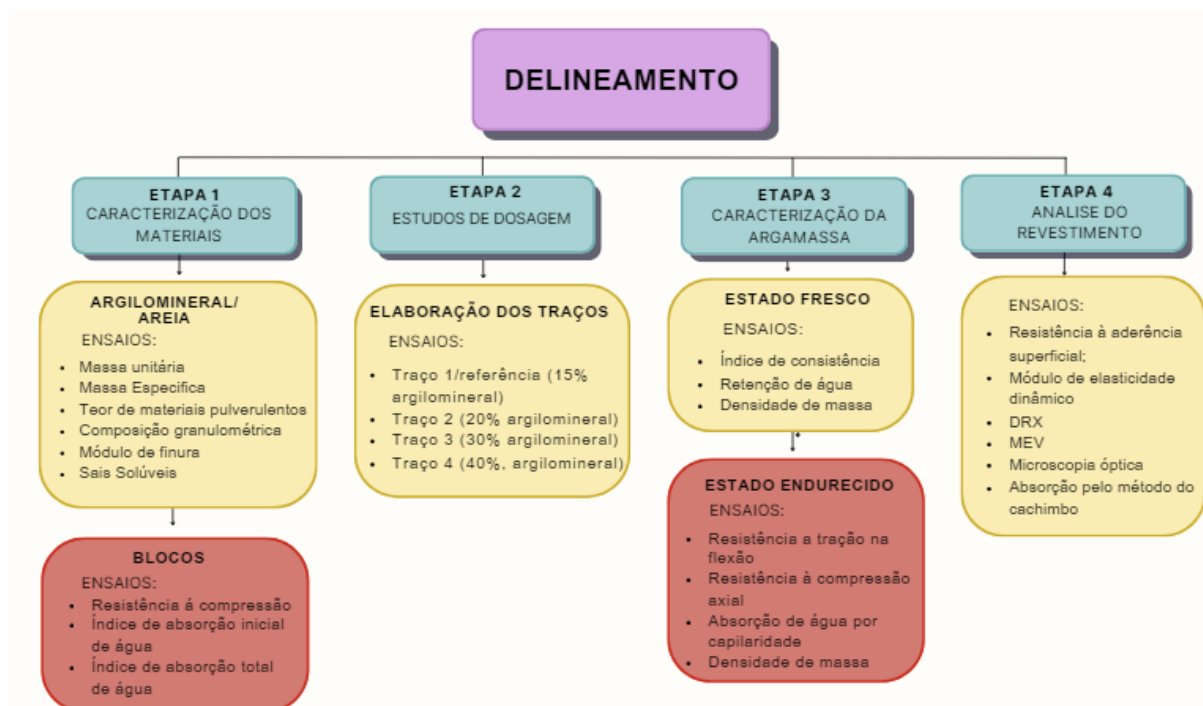 DELINEAMENTO
ETAPA 1
CARACTERIZAÇÃO DOS
MATERIAIS
ARGILOMINERAL/
AREIA
ENSAIOS:
• Massa unitária
• Massa Especifica
• Teor de materiais pulverulentos
• Composição granulométrica
• Módulo de finura
• Sais Solúveis
BLOCOS
ENSAIOS:
• Resistência á compressão
• Índice de absorção inicial
de água
• Índice de absorção total
de água
ETAPA 2
ESTUDOS DE DOSAGEM
ELABORAÇÃO DOS TRAÇOS
ENSAIOS:
• Traço 1/referência (15%
argilomineral)
• Traço 2 (20% argilomineral)
• Traço 3 (30% argilomineral)
• Traço 4 (40%, argilomineral)
ETAPA 3
CARACTERIZAÇÃO DA
ARGAMASSA
ESTADO FRESCO
ENSAIOS:
• Índice de consistência
• Retenção de água
• Densidade de massa
ESTADO ENDURECIDO
ENSAIOS:
• Resistência a tração na
flexão
• Resistência à compressão
axial
• Absorção de água por
capilaridade
• Densidade de massa
ETAPA 4
ANALISE DO
REVESTIMENTO
ENSAIOS:
• Resistência à aderência
superficial;
• Módulo de elasticidade
dinâmico
• DRX
• MEV
• Microscopia óptica
• Absorção pelo método do
cachimbo